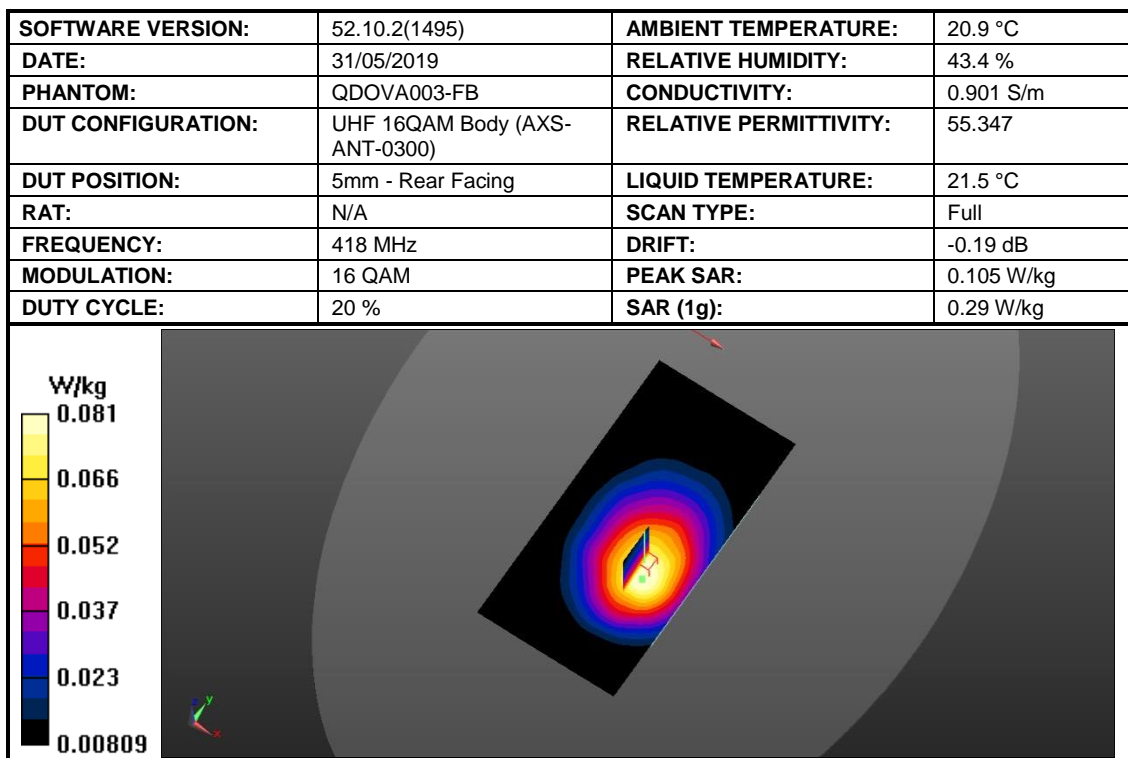 SOFTWARE VERSION: 52.10.2(1495) AMBIENT TEMPERATURE: 20.9 °C
DATE: 31/05/2019 RELATIVE HUMIDITY: 43.4 %
PHANTOM: QDOVA003-FB CONDUCTIVITY: 0.901 S/m
DUT CONFIGURATION: UHF 16QAM Body (AXS- RELATIVE PERMITTIVITY: 55.347
ANT-0300)
DUT POSITION: 5mm - Rear Facing LIQUID TEMPERATURE: 21.5 °C
RAT: N/A SCAN TYPE: Full
FREQUENCY: 418 MHz DRIFT: -0.19 dB
MODULATION: 16 QAM PEAK SAR: 0.105 W/kg
DUTY CYCLE: 20 % SAR (1g): 0.29 W/kg
W/kg
0.081
0.066
0.052
0.037
0.023
0.00809
z y
x